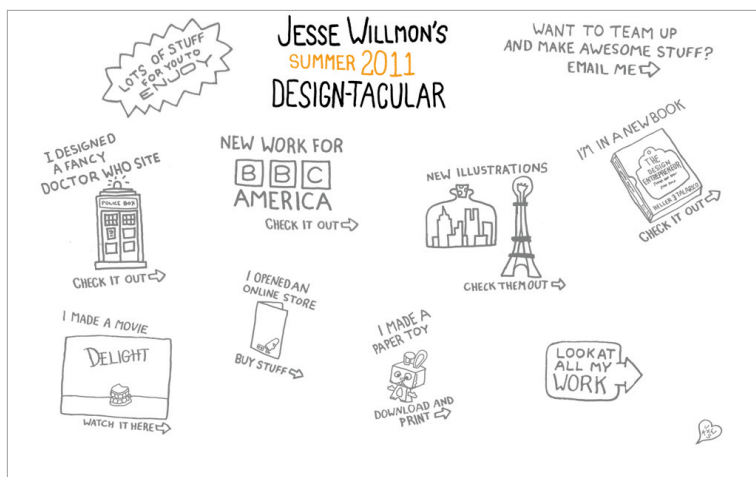 LOTS OF STUFF
FOR YOU TO
ENJOY
JESSE WILLMON'S
SUMMER 2011
DESIGN-TACULAR
WANT TO TEAM UP
AND MAKE AWESOME STUFF?
EMAIL ME
I DESIGNED
A FANCY
DOCTOR WHO SITE
POLICE BOX
CHECK IT OUT
NEW WORK FOR
BBC
AMERICA
CHECK IT OUT
NEW ILLUSTRATIONS
CHECK THEM OUT
I'M IN A NEW BOOK
THE
DESIGN
ENTREPRENEUR
HELLER & TALARICO
CHECK IT OUT
I MADE A MOVIE
DELIGHT
WATCH IT HERE
I OPENED AN
ONLINE STORE
BUY STUFF
I MADE A
PAPER TOY
DOWNLOAD AND
PRINT
LOOK AT
ALL MY
WORK